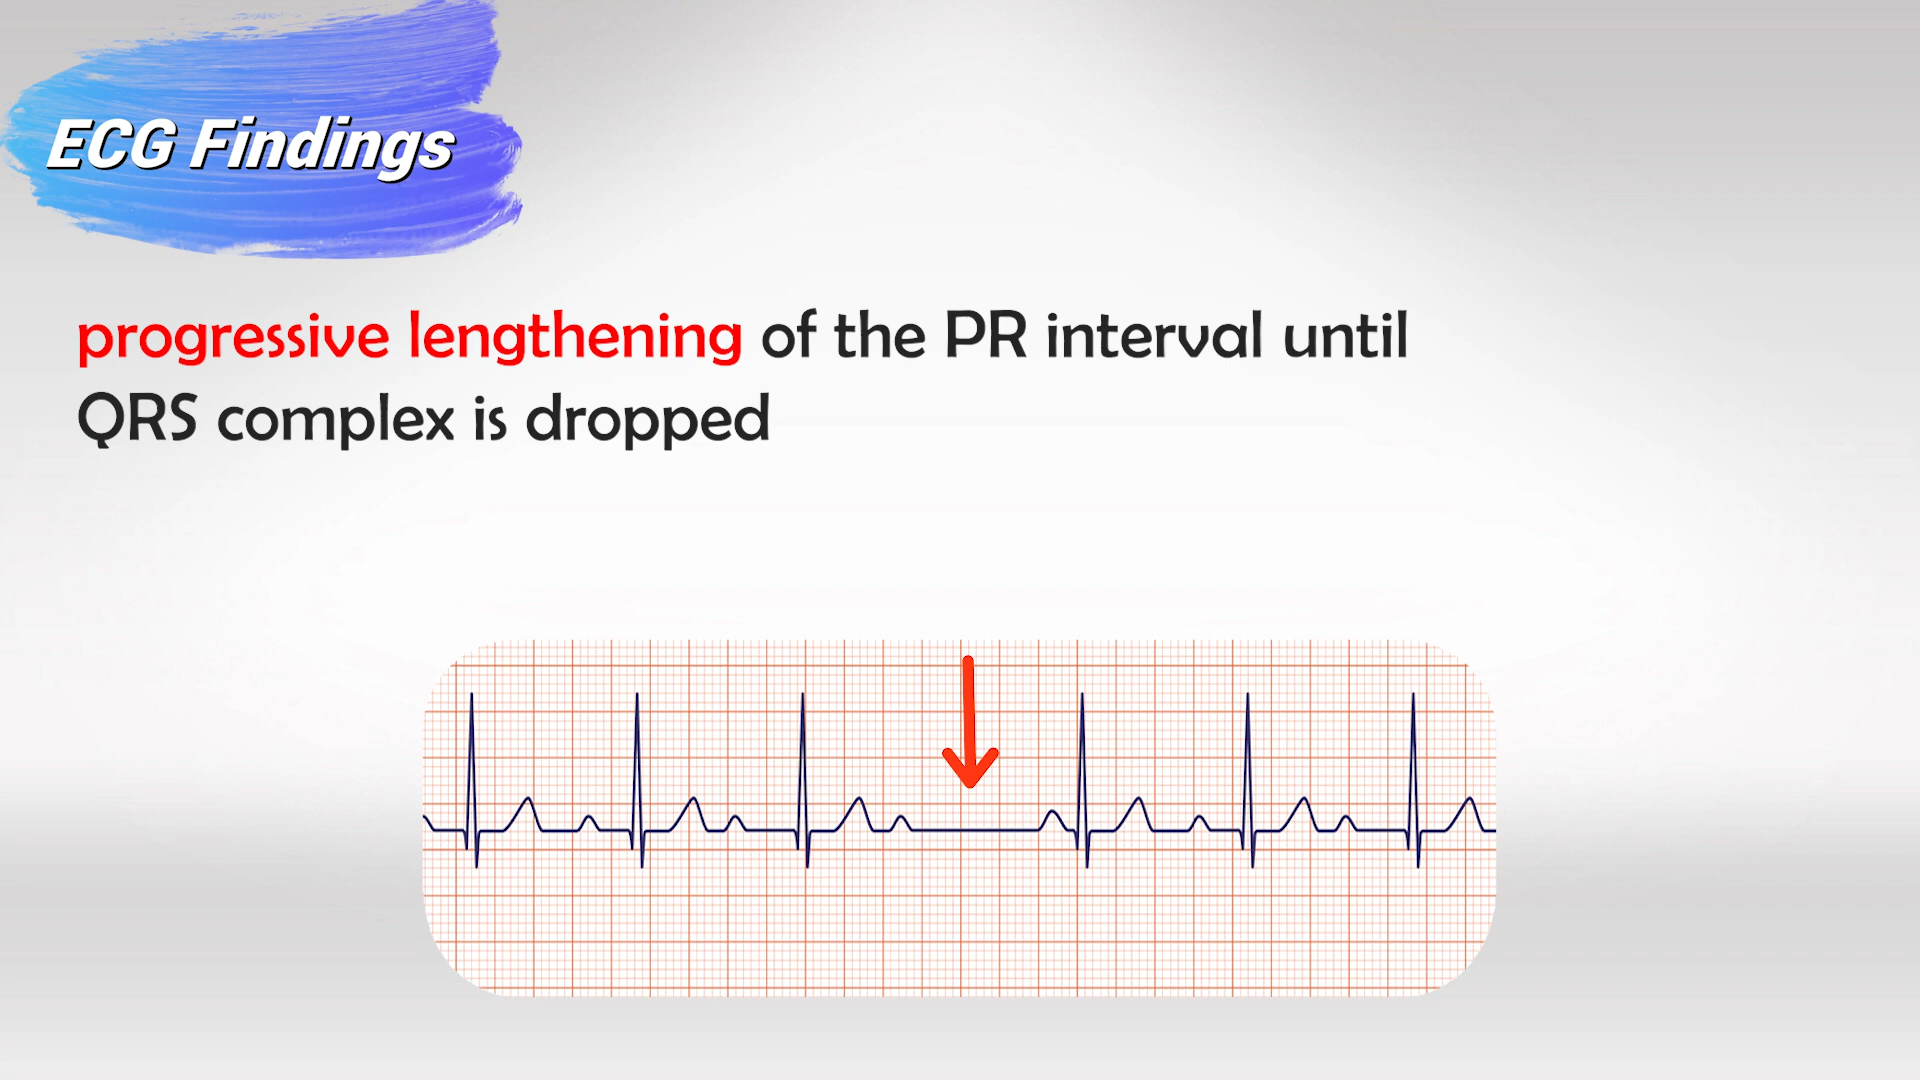 ECG Findings
progressive lengthening of the PR interval until
QRS complex is dropped